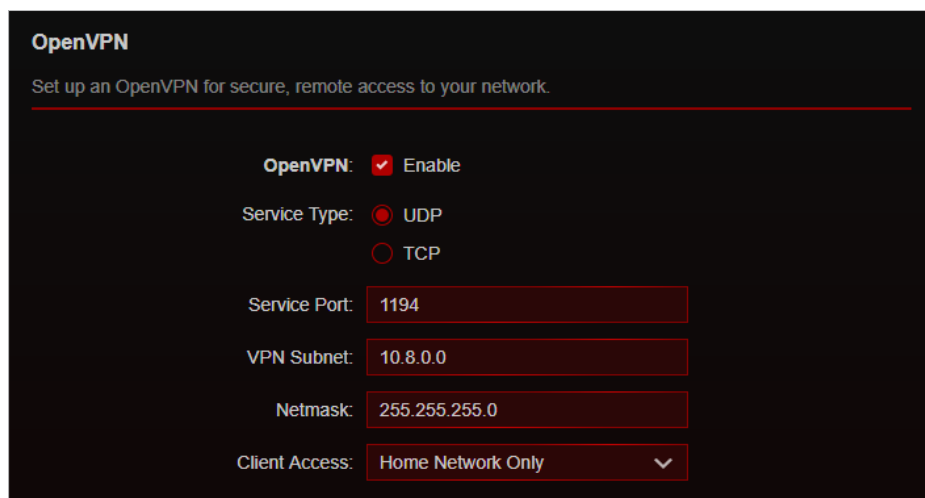 OpenVPN
Set up an OpenVPN for secure, remote access to your network.
OpenVPN: Enable
Service Type: UDP
TCP
Service Port: 1194
VPN Subnet: 10.8.0.0
Netmask: 255.255.255.0
Client Access: Home Network Only